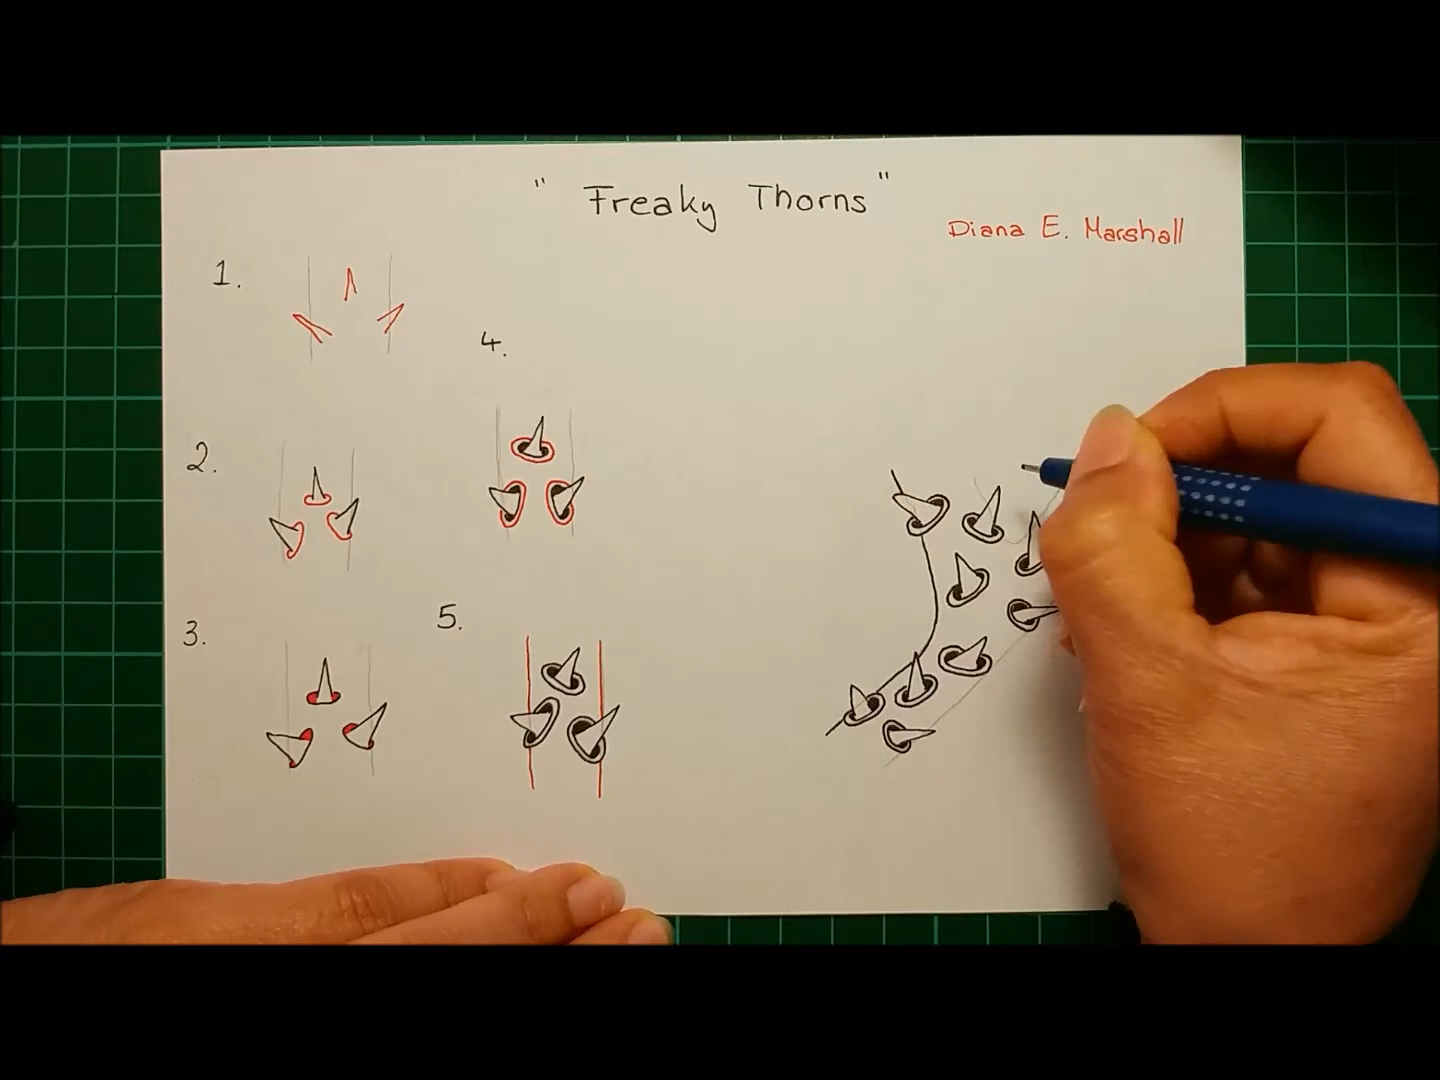 " Freaky Thorns "
Diana E. Marshall
1.
4.
2.
5.
3.